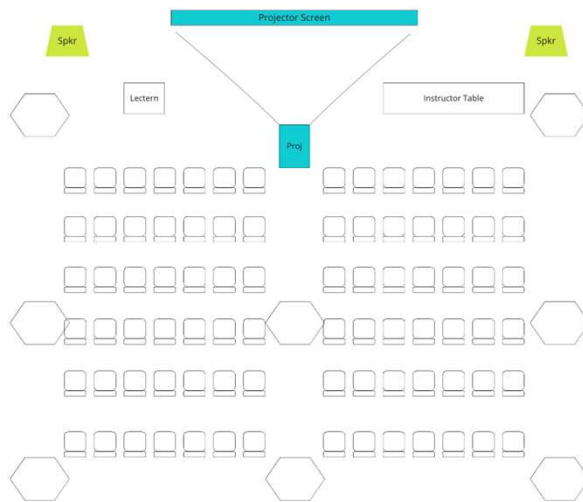 Projector Screen
Spkr
Spkr
Lectern
Instructor Table
Proj